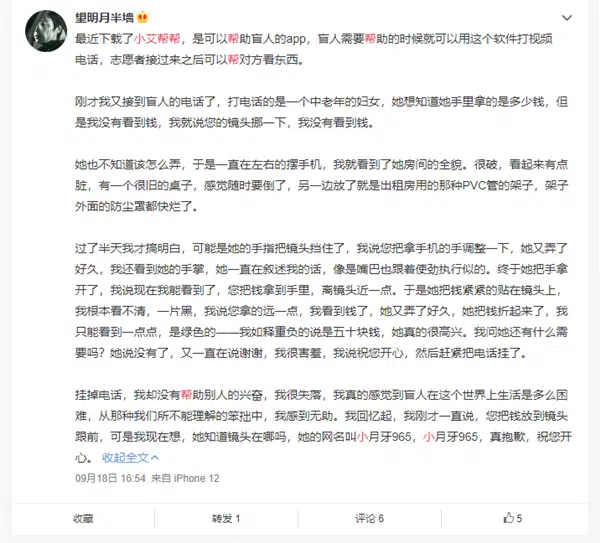 望明月半墙
最近下载了小艾帮帮，是可以帮助盲人的app，盲人需要帮助的时候就可以用这个软件打视频
电话，志愿者接过来之后可以帮对方看东西。
刚才我又接到盲人的电话了，打电话的是一个中老年的妇女，她想知道她手里拿的是多少钱，但
是我没有看到钱，我就说您的镜头挪一下，我没有看到钱。
她也不知道该怎么弄，于是一直在左右的摆手机，我就看到了她房间的全貌。很破，看起来有点
脏，有一个很旧的桌子，感觉随时要倒了，另一边放了就是出租房用的那种PVC管的架子，架子
外面的防尘罩都快烂了。
过了半天我才搞明白，可能是她的手指把镜头挡住了，我说您把拿手机的手调整一下，她又弄了
好久，我还看到她的手掌，她一直在叙述我的话，像是嘴巴也跟着使劲执行似的。终于她把手拿
开了，我说现在我能看到了，您把钱拿到手里，离镜头近一点。于是她把钱紧紧的贴在镜头上，
我根本看不清，一片黑，我说您拿的远一点，我看到钱了，她又弄了好久，她把钱折起来了，我
只能看到一点点，是绿色的——我如释重负的说是五十块钱，她真的很高兴。我问她还有什么需
要吗？她说没有了，又一直在说谢谢，我很害羞，我说祝您开心，然后赶紧把电话挂了。
挂掉电话，我却没有帮助别人的兴奋，我很失落，我真的感觉到盲人在这个世界上生活是多么困
难，从那种我们所不能理解的笨拙中，我感到无助。我回忆起，我刚才一直说，您把钱放到镜头
跟前，可是我现在想，她知道镜头在哪吗，她的网名叫小月牙965，小月牙965，真抱歉，祝您开
心。 收起全文
09月18日 16:54 来自 iPhone 12
收藏 转发 1 评论 6 5